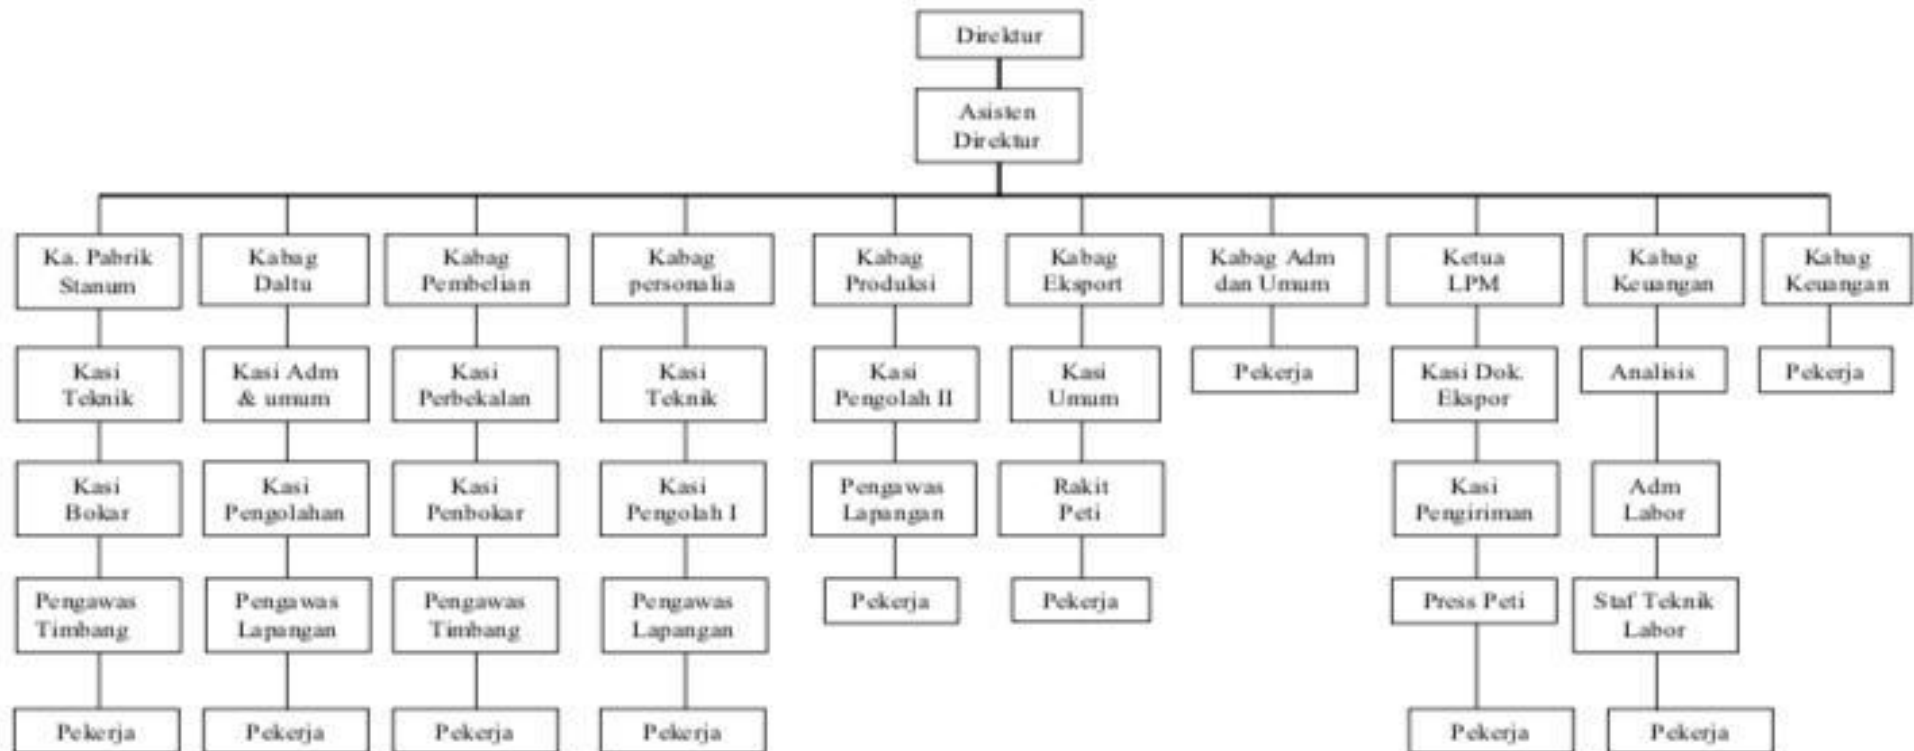 Direktur
Asisten
Direktur
Ka. Pabrik
Stanum
Kabag
Daltu
Kabag
Pembelian
Kabag
personalia
Kabag
Produksi
Kabag
Eksport
Kabag Adm
dan Umum
Ketua
LPM
Kabag
Keuangan
Kabag
Keuangan
Kasi
Teknik
Kasi Adm
& umum
Kasi
Perbekalan
Kasi
Teknik
Kasi
Pengolah II
Kasi
Umum
Pekerja
Kasi Dok.
Ekspor
Analisis
Pekerja
Kasi
Bokar
Kasi
Pengolahan
Kasi
Penbokar
Kasi
Pengolah I
Pengawas
Lapangan
Rakit
Peti
Kasi
Pengiriman
Adm
Labor
Pengawas
Timbang
Pengawas
Lapangan
Pengawas
Timbang
Pengawas
Lapangan
Pekerja
Pekerja
Press Peti
Staf Teknik
Labor
Pekerja
Pekerja
Pekerja
Pekerja
Pekerja
Pekerja